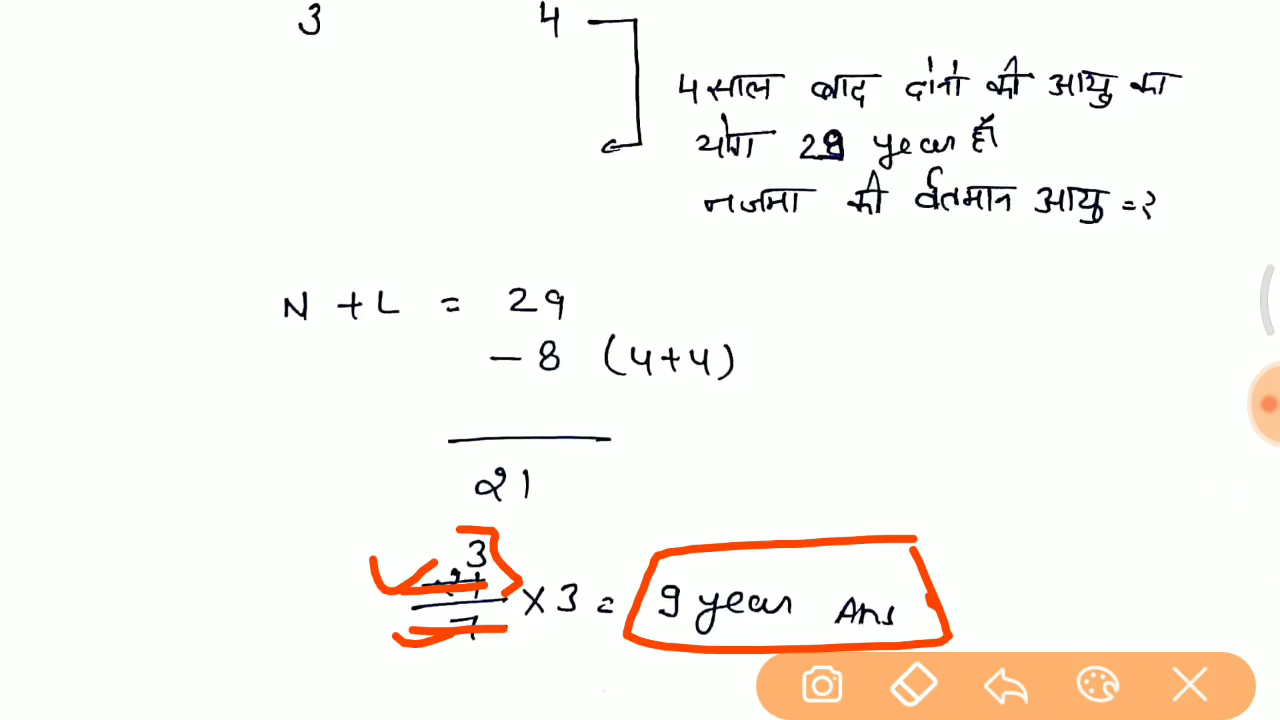 3 4
4 साल बाद दोनो की आयु का
योग 29 year हो
नजमा की वर्तमान आयु = ?
N + L = 29
- 8 (4+4)
21
3
21
7 × 3 = 9 year Ans